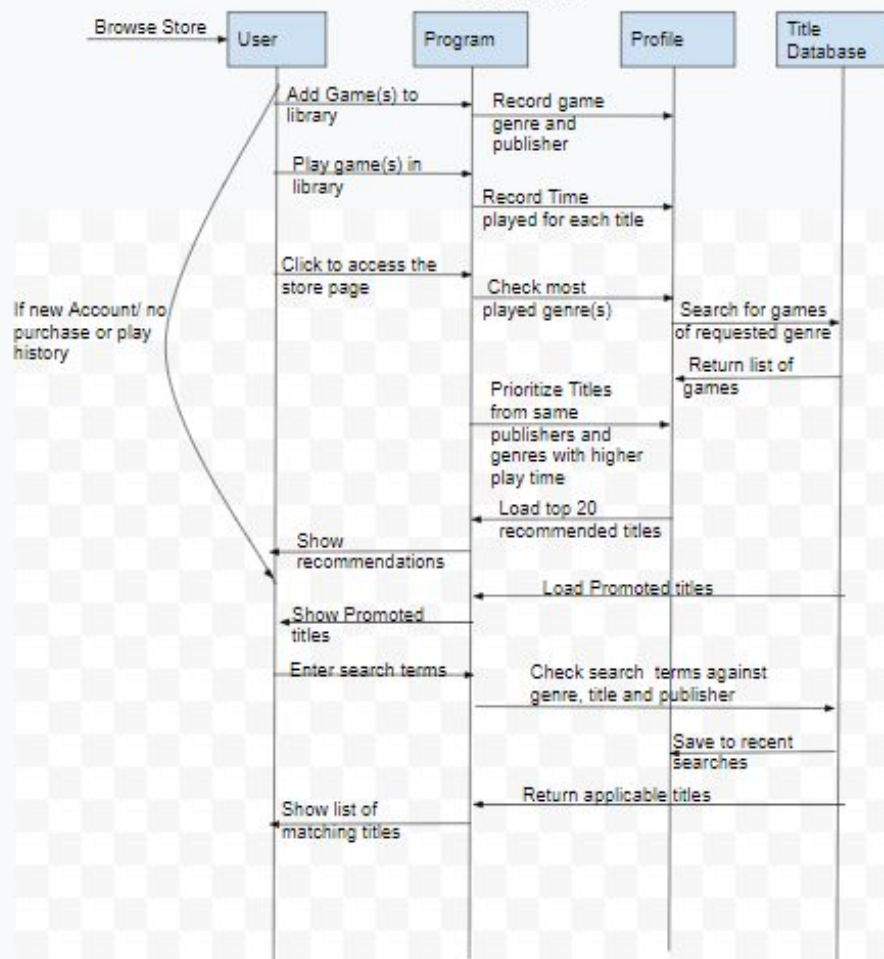 Browse Store
User
Program
Profile
Title
Database
Add Game(s) to
library
Record game
genre and
publisher
Play game(s) in
library
Record Time
played for each title
Click to access the
store page
Check most
played genre(s)
If new Account/ no
purchase or play
history
Search for games
of requested genre
Return list of
games
Prioritize Titles
from same
publishers and
genres with higher
play time
Load top 20
recommended titles
Show
recommendations
Load Promoted titles
Show Promoted
titles
Enter search terms
Check search terms against
genre, title and publisher
Save to recent
searches
Return applicable titles
Show list of
matching titles